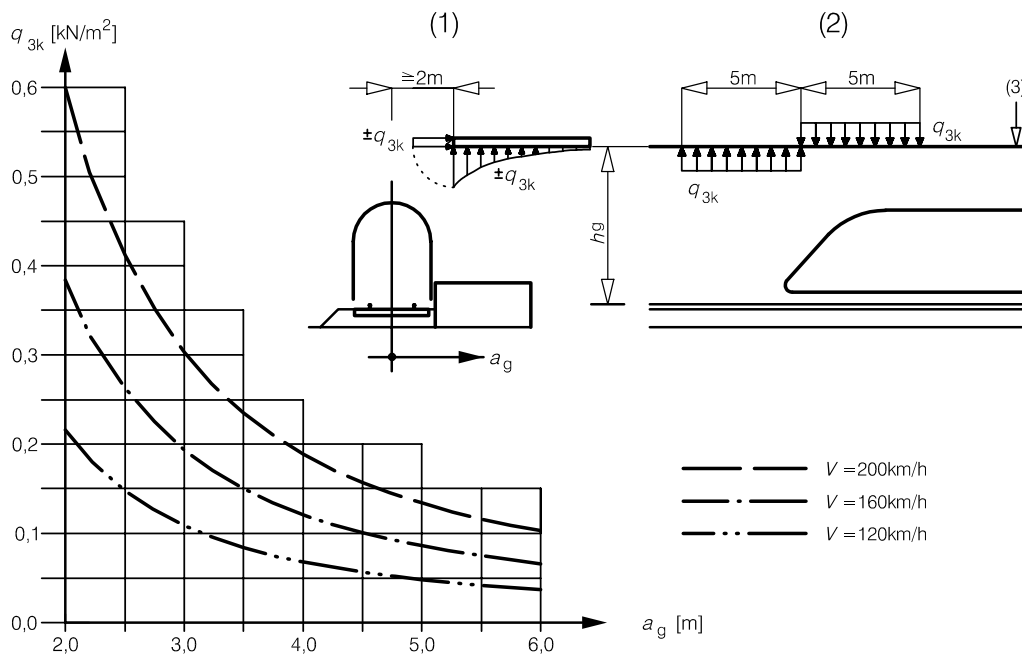 q3k [kN/m²]
(1)
(2)
≧2m
5m
5m
(3)
±q3k
±q3k
q3k
q3k
hg
ag
0,6
0,5
0,4
0,3
0,2
0,1
0,0
2,0
3,0
4,0
5,0
6,0
ag [m]
V =200km/h
V =160km/h
V =120km/h